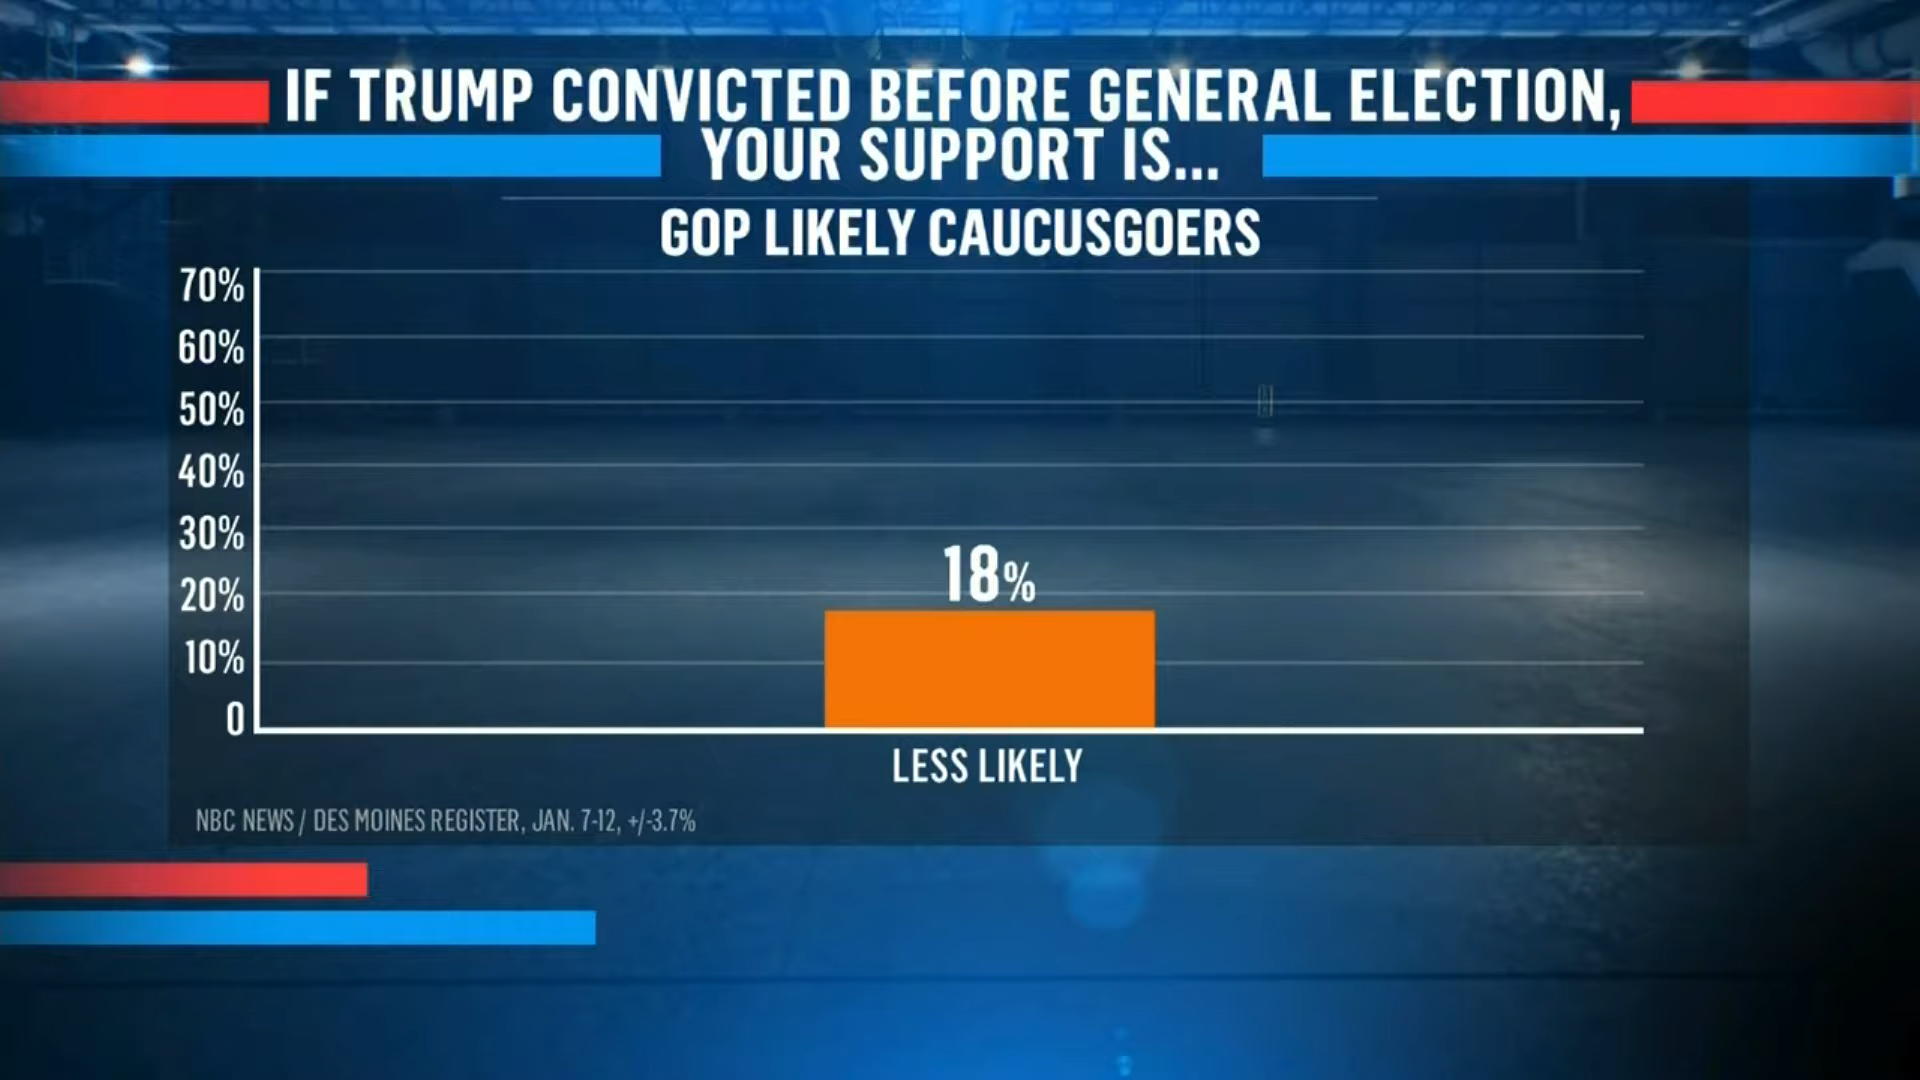 IF TRUMP CONVICTED BEFORE GENERAL ELECTION,
YOUR SUPPORT IS...
GOP LIKELY CAUCUSGOERS
70%
60%
50%
40%
30%
20%
10%
0
18%
LESS LIKELY
NBC NEWS / DES MOINES REGISTER, JAN. 7-12, +/-3.7%